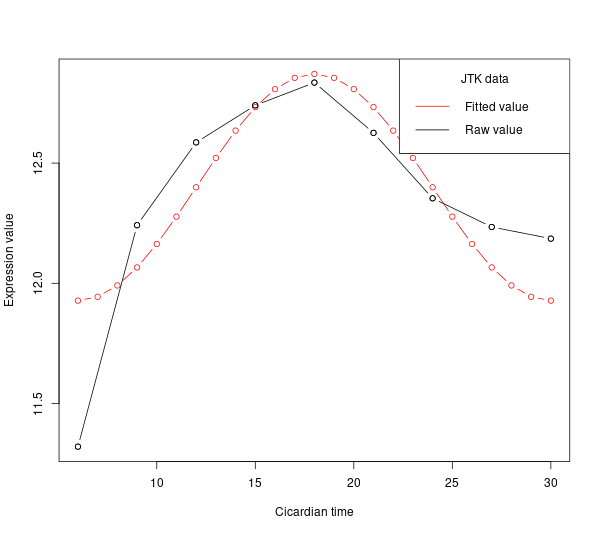 JTK data
Fitted value
Raw value
Expression value
12.5
12.0
11.5
10 15 20 25 30
Cicardian time